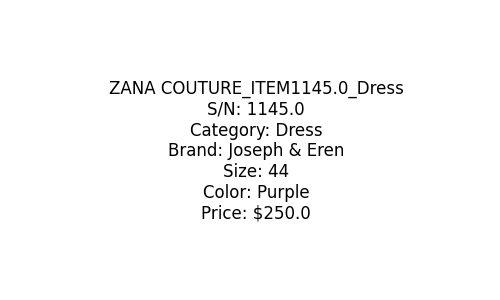 ZANA COUTURE_ITEM1145.0_Dress
S/N: 1145.0
Category: Dress
Brand: Joseph & Eren
Size: 44
Color: Purple
Price: $250.0